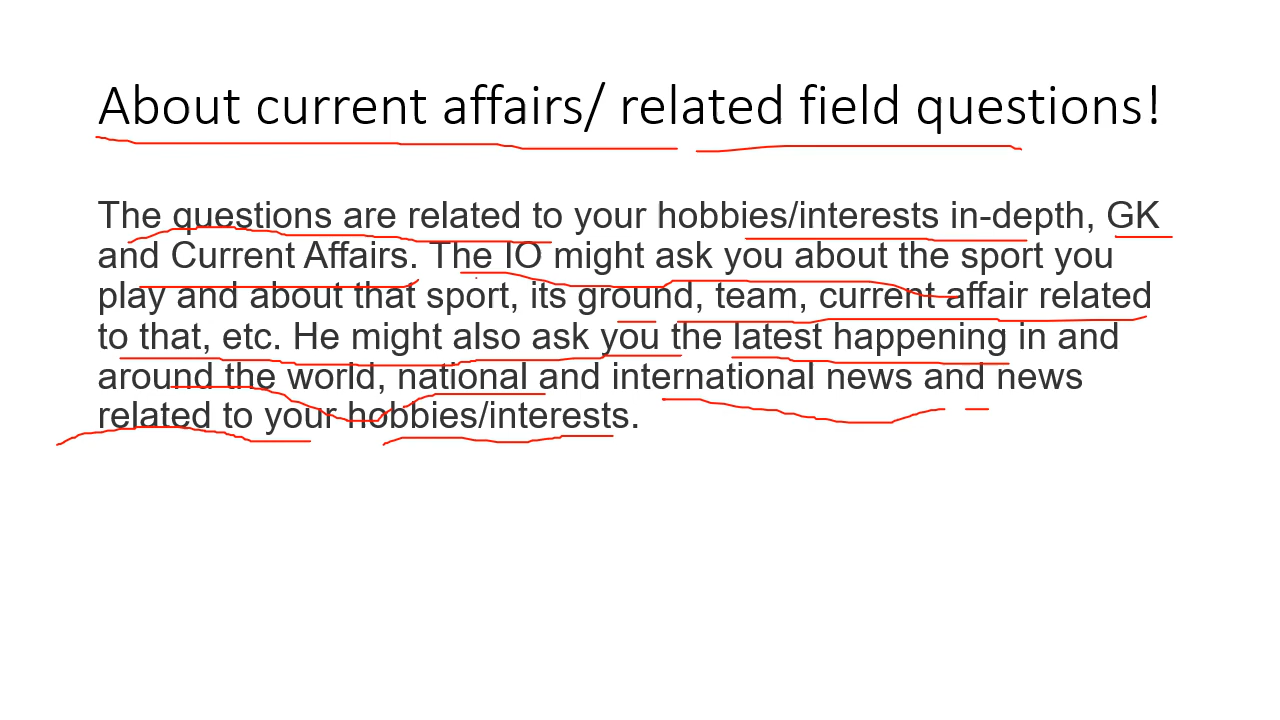 About current affairs/ related field questions!
The questions are related to your hobbies/interests in-depth, GK
and Current Affairs. The IO might ask you about the sport you
play and about that sport, its ground, team, current affair related
to that, etc. He might also ask you the latest happening in and
around the world, national and international news and news
related to your hobbies/interests.